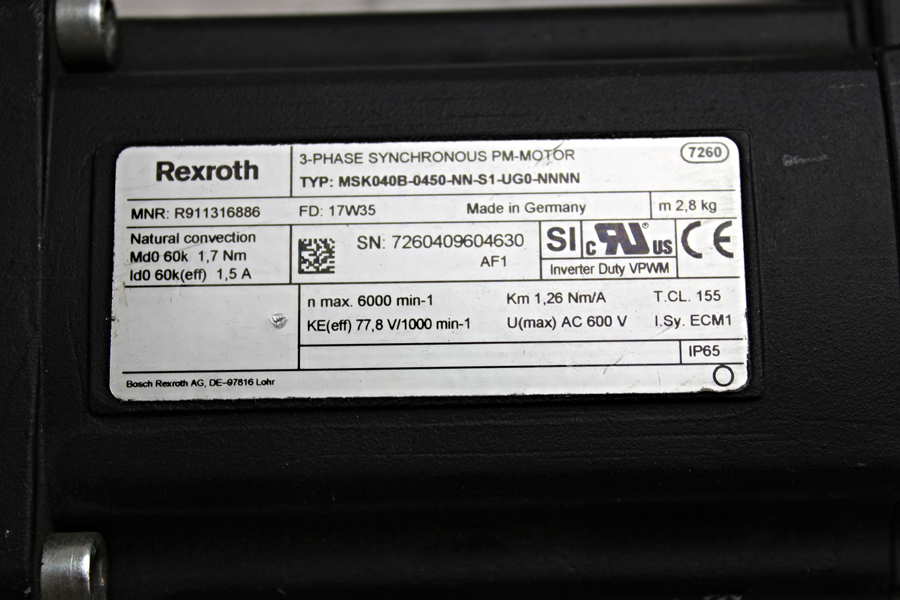 Rexroth
3-PHASE SYNCHRONOUS PM-MOTOR
7260
TYP: MSK040B-0450-NN-S1-UG0-NNNN
MNR: R911316886
FD: 17W35
Made in Germany
m 2,8 kg
Natural convection
Md0 60k 1,7 Nm
Id0 60k(eff) 1,5 A
SN: 7260409604630
AF1
SI
c RU us
CE
Inverter Duty VPWM
n max. 6000 min-1
Km 1,26 Nm/A
T.CL. 155
KE(eff) 77,8 V/1000 min-1
U(max) AC 600 V
I.Sy. ECM1
IP65
Bosch Rexroth AG, DE-97816 Lohr